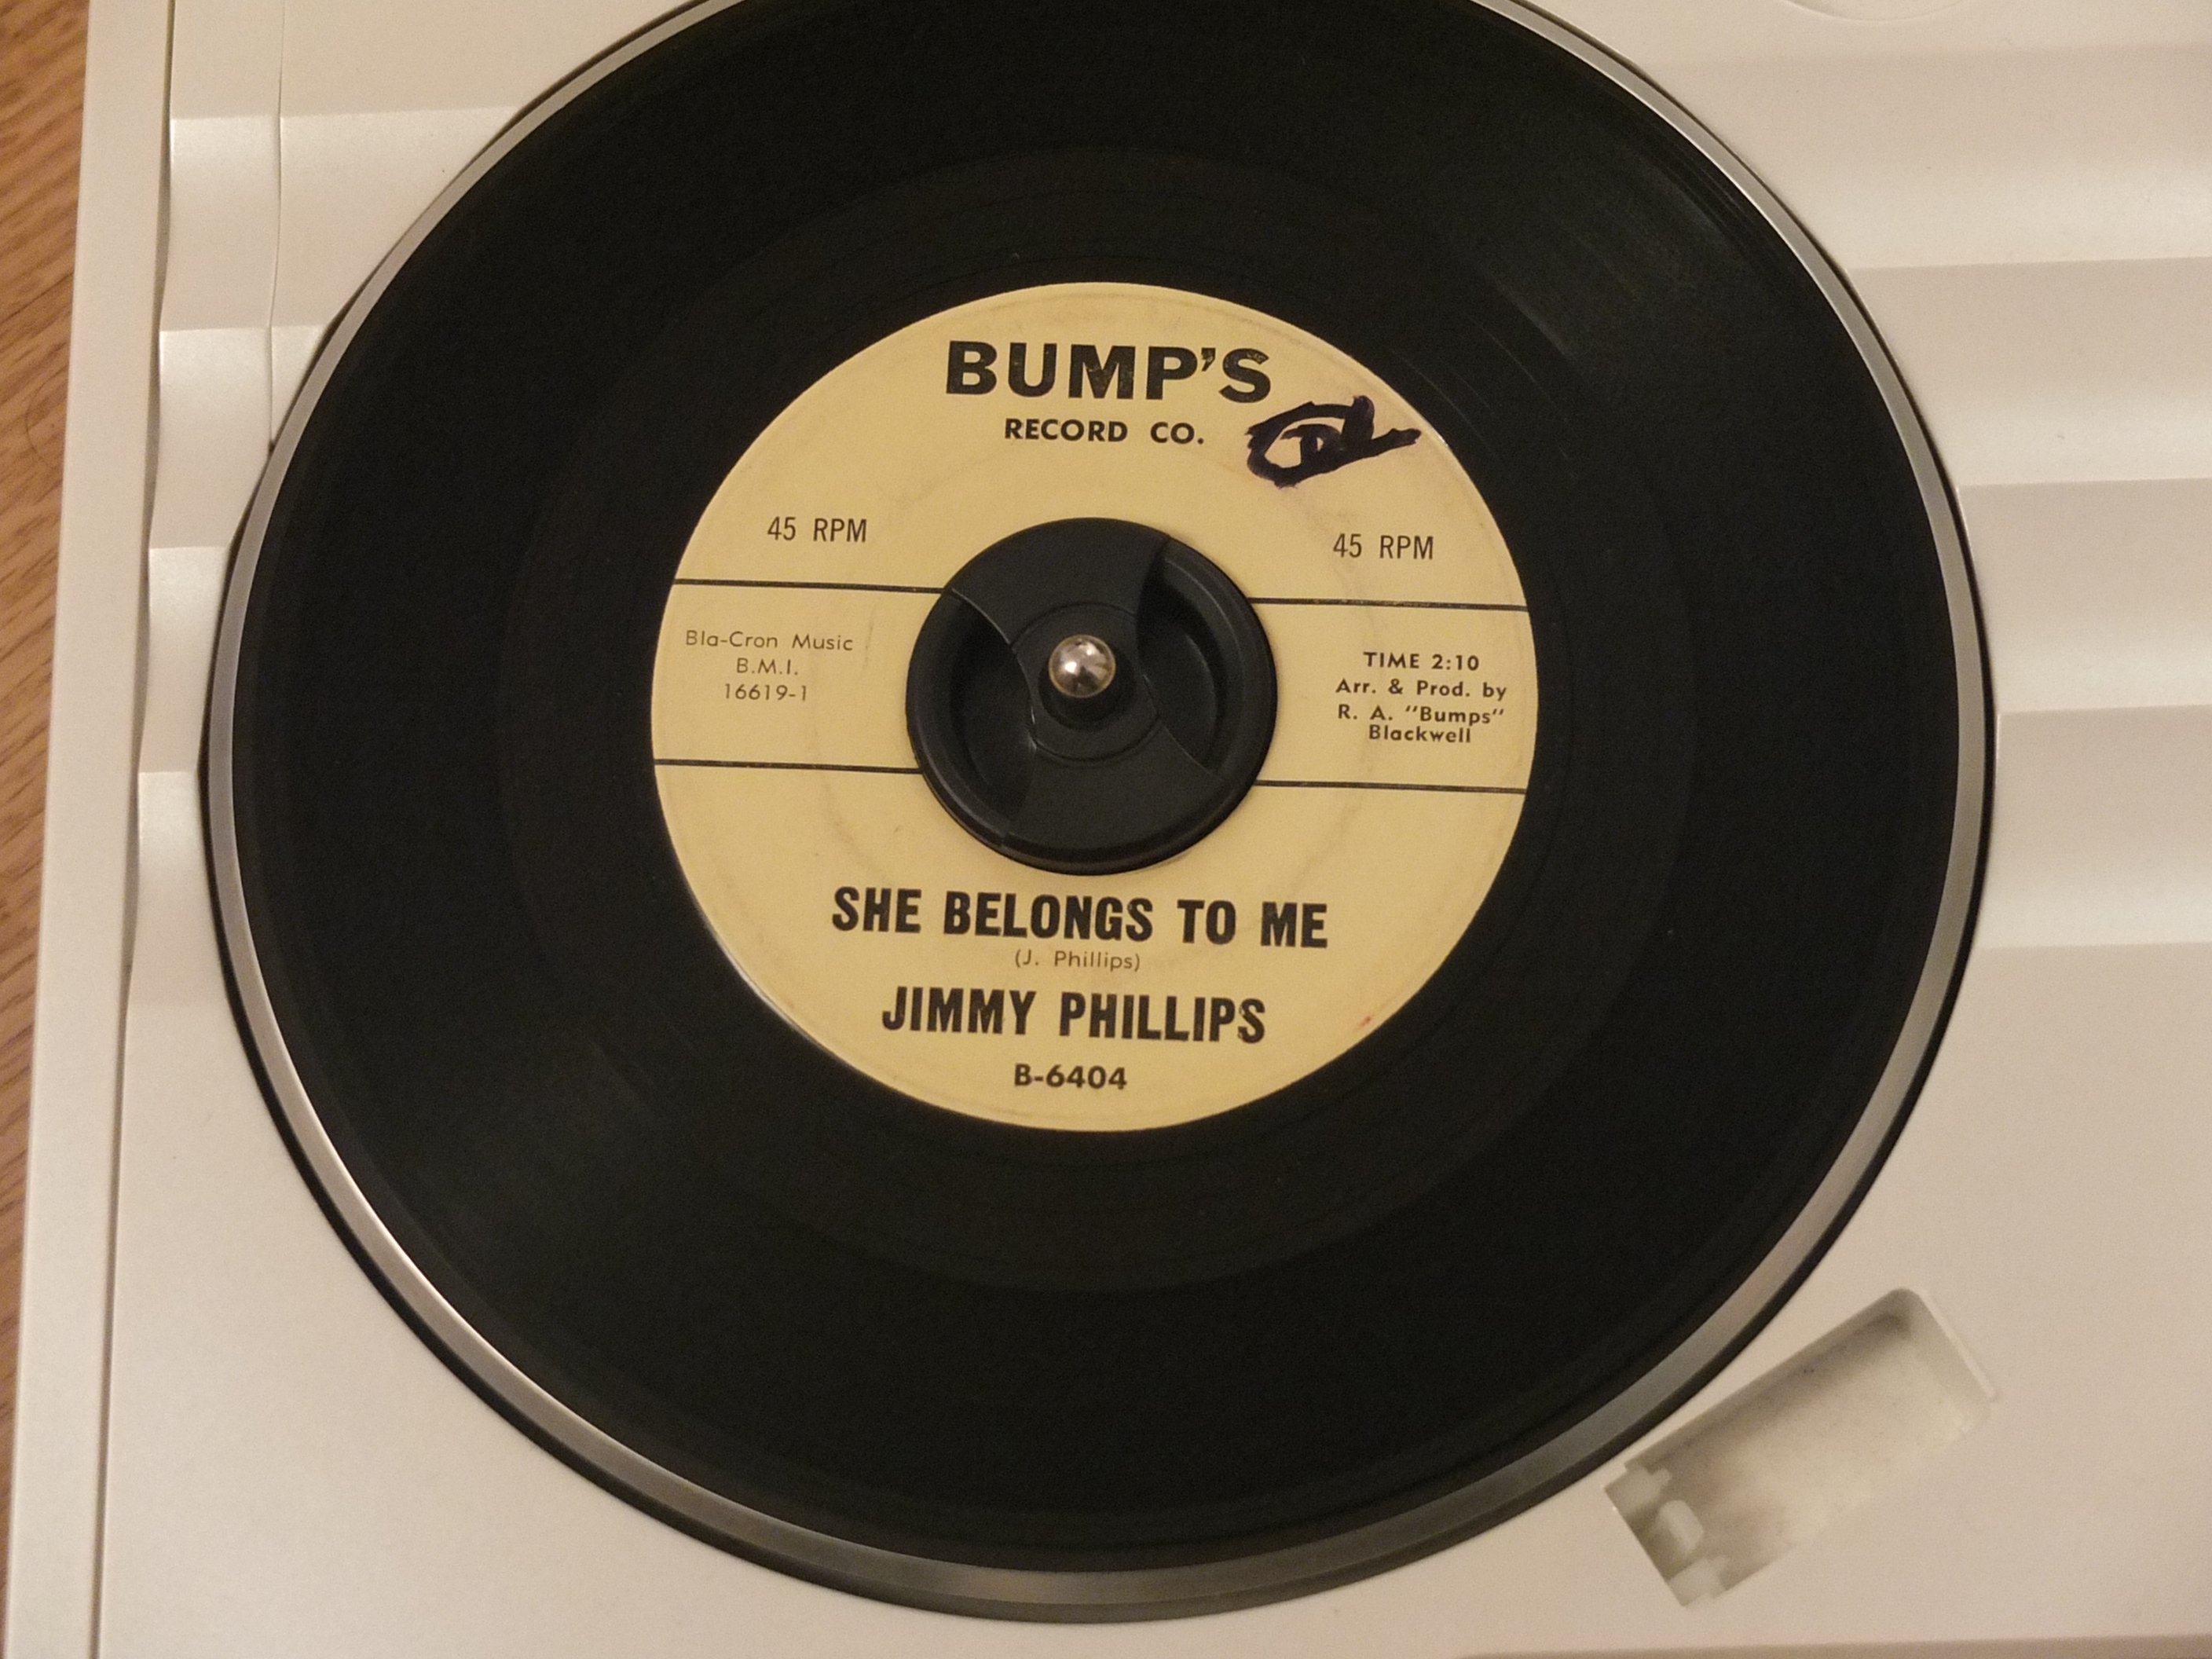 BUMP'S
RECORD CO.
45 RPM
45 RPM
Bla-Cron Music
B.M.I.
16619-1
TIME 2:10
Arr. & Prod. by
R. A. "Bumps"
Blackwell
SHE BELONGS TO ME
(J. Phillips)
JIMMY PHILLIPS
B-6404